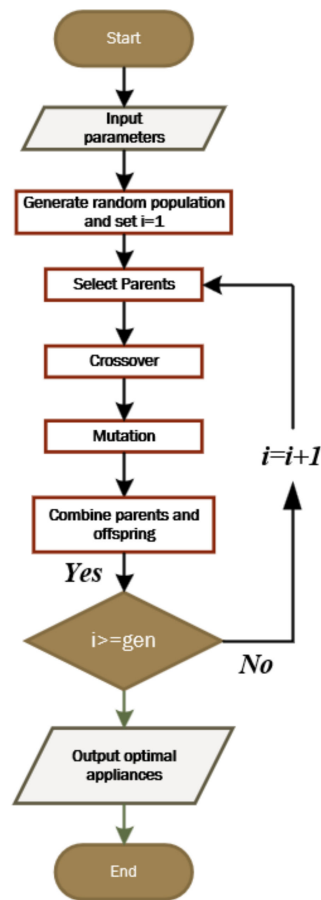 Start
Input
parameters
Generate random population
and set i=1
Select Parents
Crossover
Mutation
i=i+1
Combine parents and
offspring
Yes
i>=gen
No
Output optimal
appliances
End